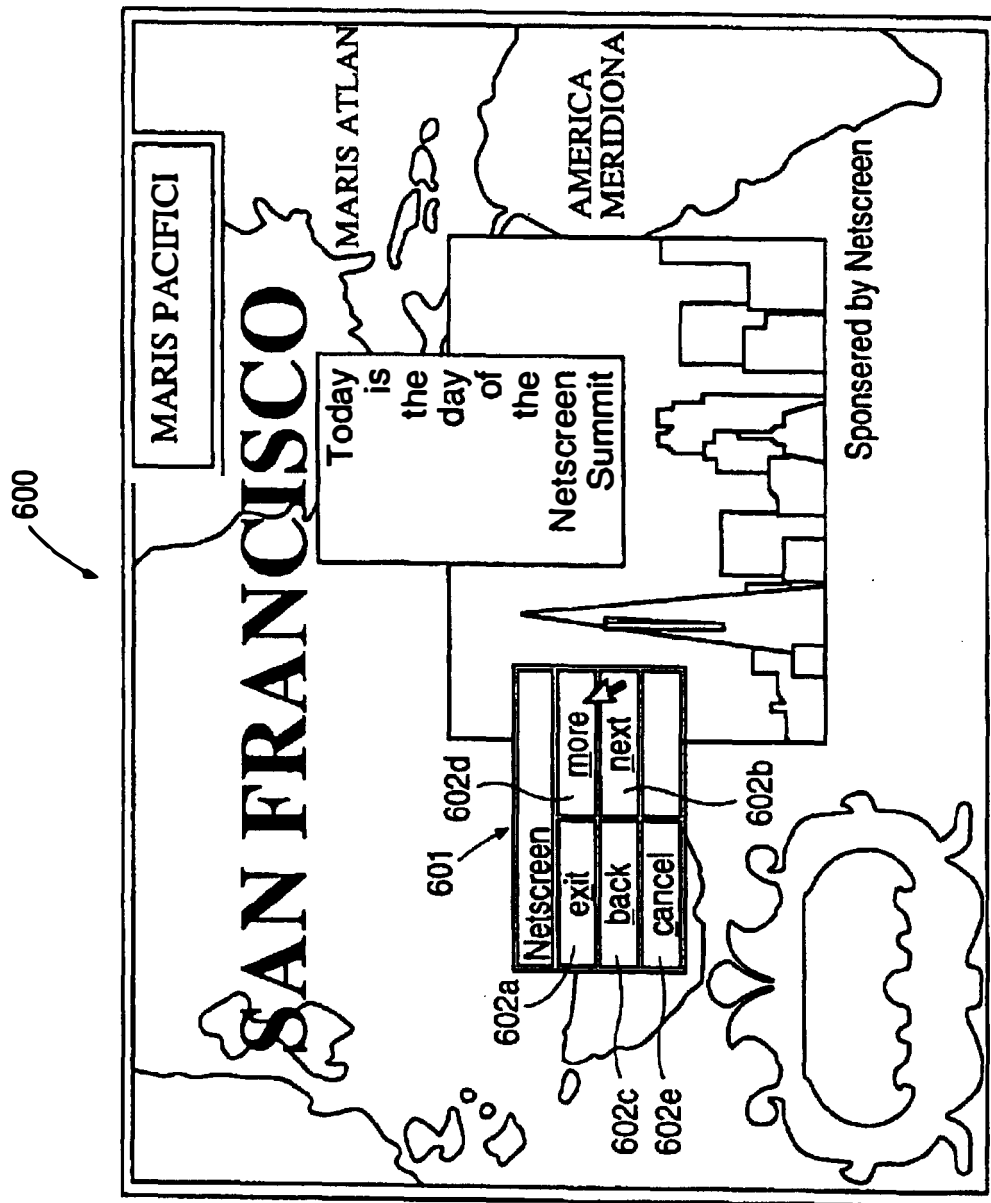 600
MARIS PACIFICI
SAN FRANCISCO
MARIS ATLAN
Today
is
the
day
of
the
Netscreen
Summit
AMERICA
MERIDIONA
601
602d
Netscreen
602a
exit
more
602c
back
next
602b
602e
cancel
Sponsered by Netscreen